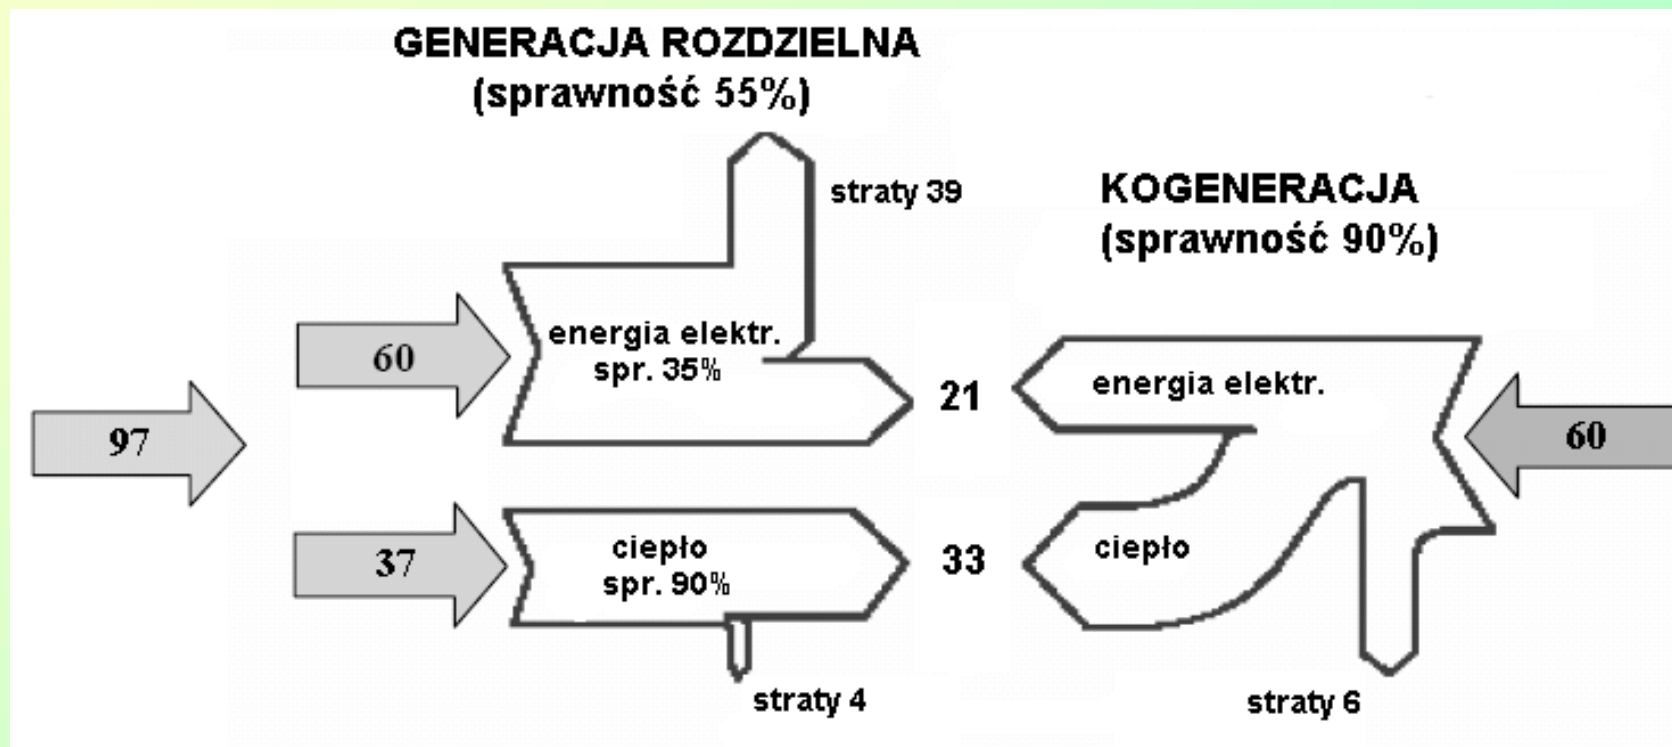 GENERACJA ROZDZIELNA
(sprawność 55%)
straty 39
KOGENERACJA
(sprawność 90%)
energia elektr.
spr. 35%
60
97
21
energia elektr.
60
37
ciepło
spr. 90%
33
ciepło
straty 4
straty 6